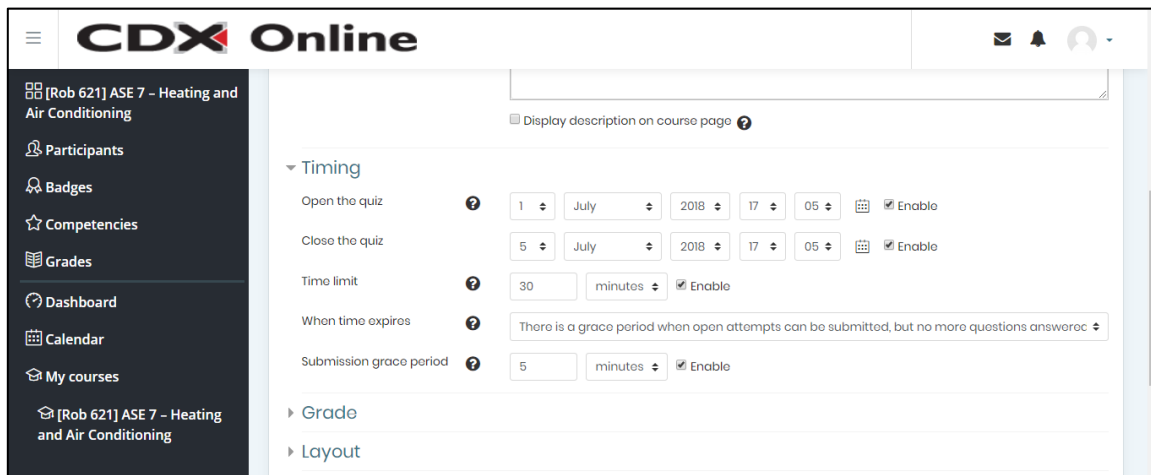 CDX Online
[Rob 621] ASE 7 – Heating and
Air Conditioning
Participants
Badges
Competencies
Grades
Dashboard
Calendar
My courses
[Rob 621] ASE 7 – Heating
and Air Conditioning
Display description on course page
Timing
Open the quiz 1 July 2018 17 05 Enable
Close the quiz 5 July 2018 17 05 Enable
Time limit 30 minutes Enable
When time expires There is a grace period when open attempts can be submitted, but no more questions answered
Submission grace period 5 minutes Enable
Grade
Layout